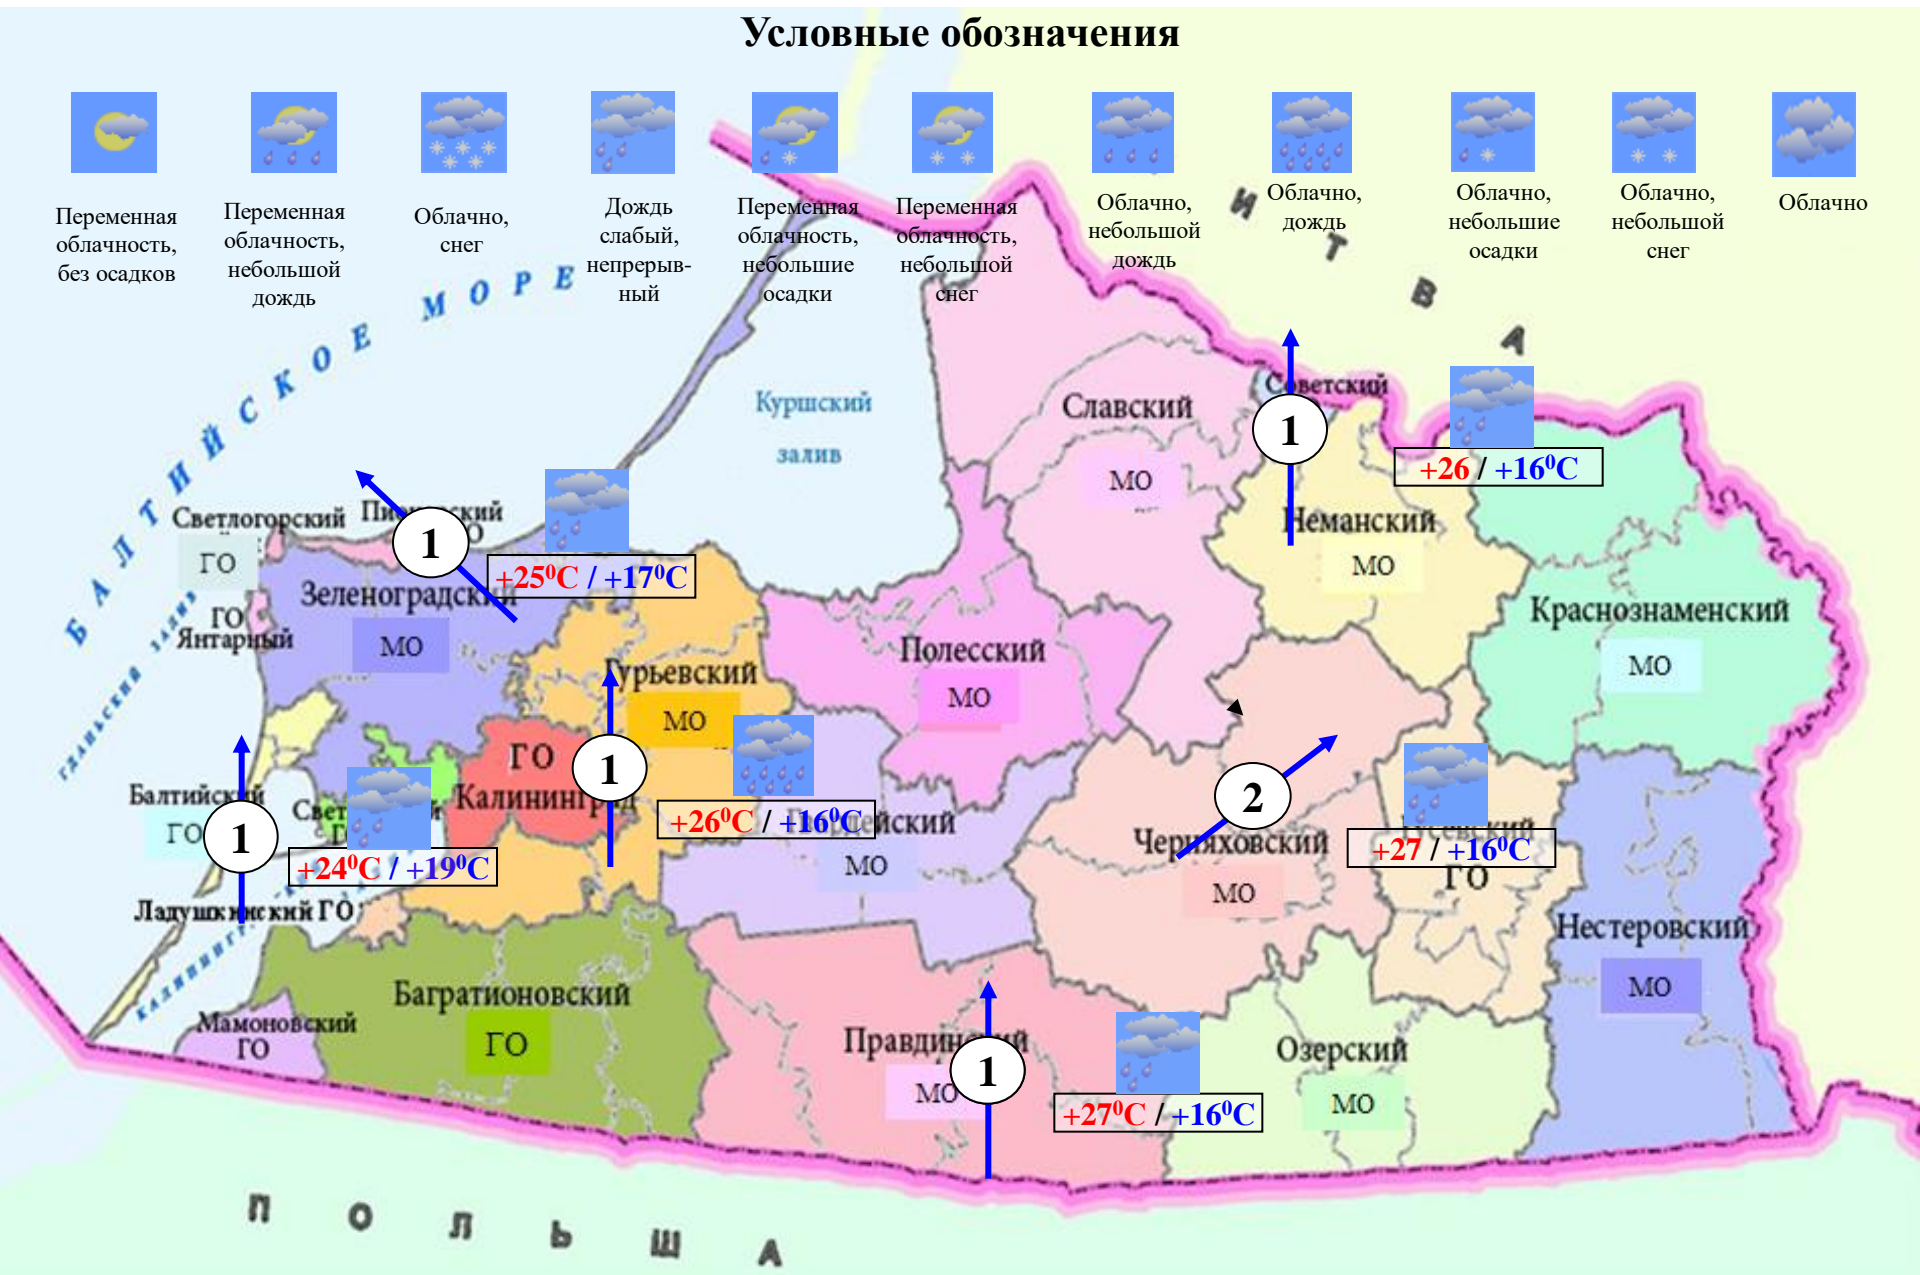 Условные обозначения
Переменная
облачность,
без осадков
Переменная
облачность,
небольшой
дождь
Облачно,
снег
Дождь
слабый,
непрерыв-
ный
Переменная
облачность,
небольшие
осадки
Переменная
облачность,
небольшой
снег
Облачно,
небольшой
дождь
Облачно,
дождь
Облачно,
небольшие
осадки
Облачно,
небольшой
снег
Облачно
И Т В А
БАЛТИЙСКОЕ МОРЕ
Куршский
залив
Славский
МО
Советский
1
+26 / +16⁰С
Неманский
МО
Светлогорский
ГО
1
+25⁰С / +17⁰С
Зеленоградский
МО
ГО
Янтарный
Краснознаменский
МО
Полесский
МО
Гурьевский
МО
ГО
Калининград
1
+26⁰С / +16⁰С
МО
Балтийский
ГО
1
+24⁰С / +19⁰С
2
Черняховский
МО
+27 / +16⁰С
ГО
Нестеровский
МО
Ладушкинский ГО
Багратионовский
ГО
Мамоновский
ГО
Правдинский
МО
1
+27⁰С / +16⁰С
Озерский
МО
ПОЛЬША